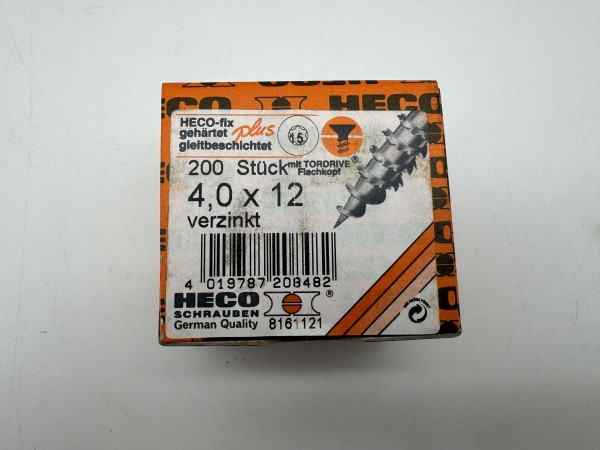 HECO
HECO-fix plus
gehärtet
gleitbeschichtet
15
200 Stück mit TORDRIVE®
Flachkopf
4,0 x 12
verzinkt
4 019787 208482
HECO ®
SCHRAUBEN
German Quality 8161121